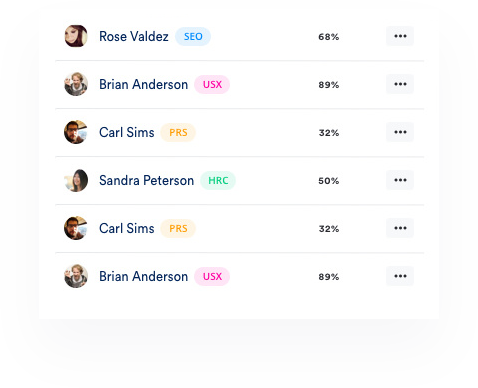 Rose Valdez SEO 68% •••
Brian Anderson USX 89% •••
Carl Sims PRS 32% •••
Sandra Peterson HRC 50% •••
Carl Sims PRS 32% •••
Brian Anderson USX 89% •••